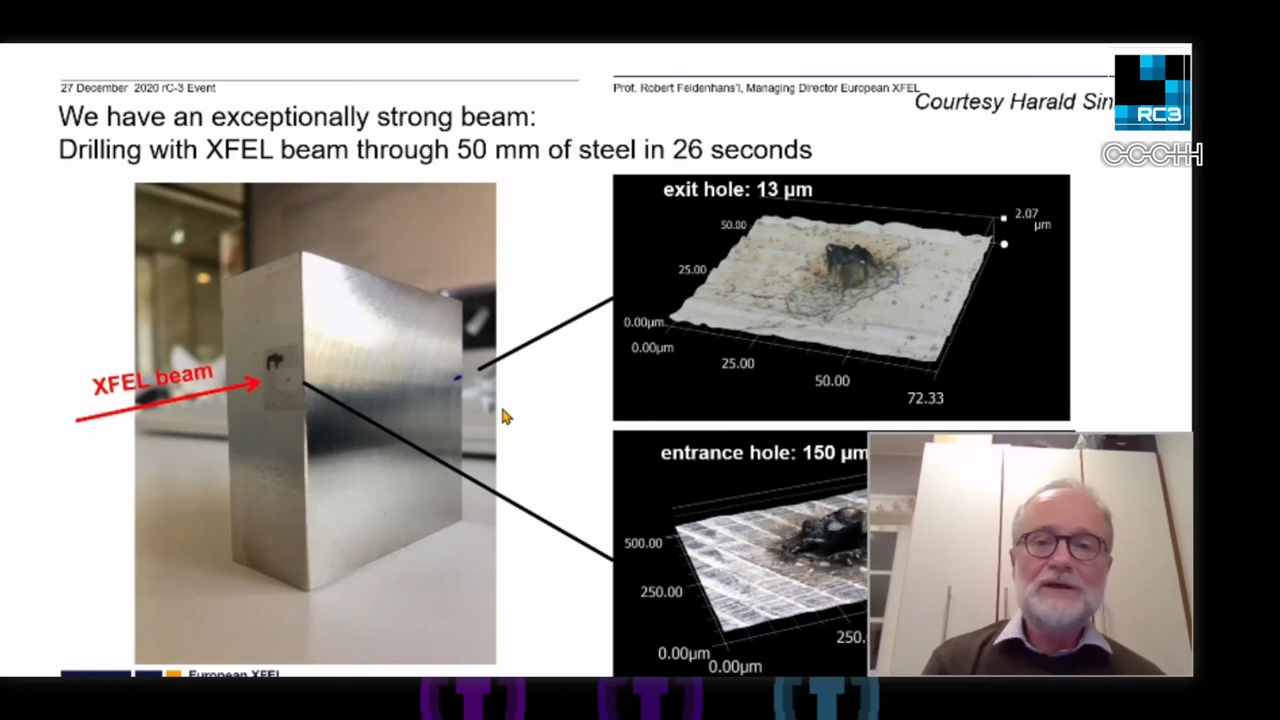 27 December 2020 rC-3 Event
Prof. Robert Feidenhans'l, Managing Director European XFEL
Courtesy Harald Sin
RC3
CCCHH
We have an exceptionally strong beam:
Drilling with XFEL beam through 50 mm of steel in 26 seconds
XFEL beam
exit hole: 13 µm
2.07
µm
50.00
25.00
0.00µm
0.00µm
25.00
50.00
72.33
entrance hole: 150 µm
500.00
250.00
0.00µm
0.00µm
250.
European XFEL